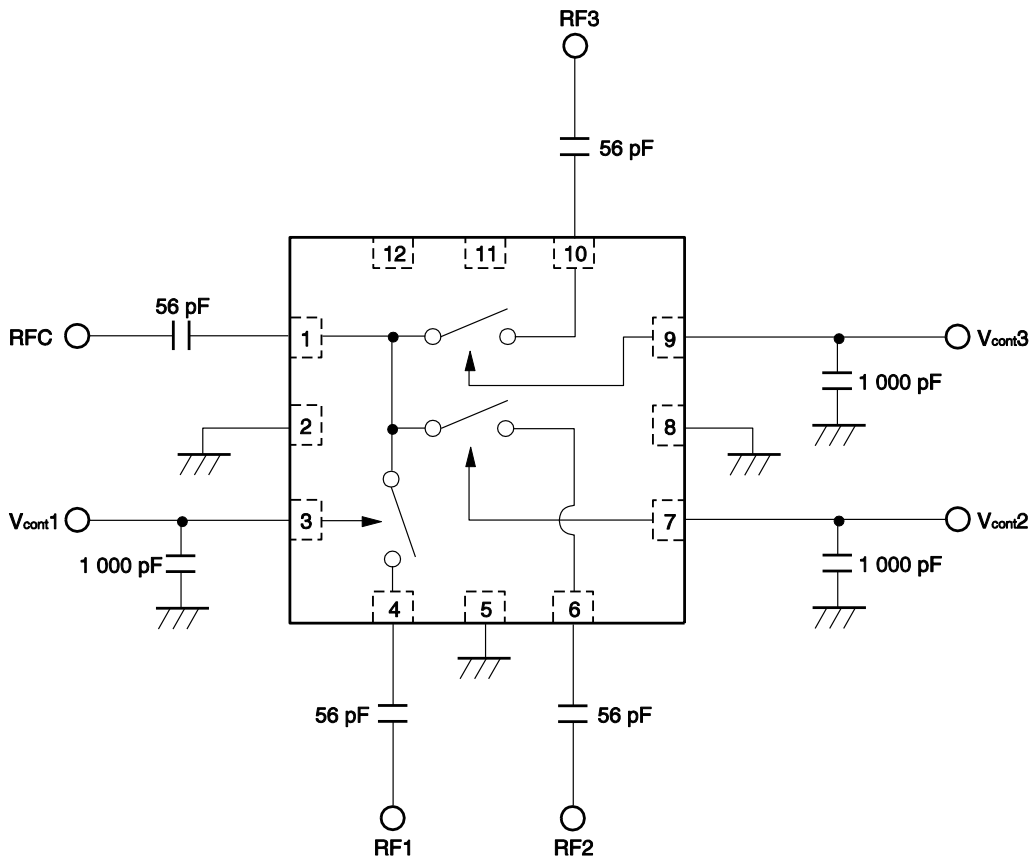 RF3
56 pF
12 11 10
56 pF
RFC
1
9
Vcont3
1 000 pF
2
8
Vcont1
3
7
Vcont2
1 000 pF
1 000 pF
4 5 6
56 pF
56 pF
RF1
RF2